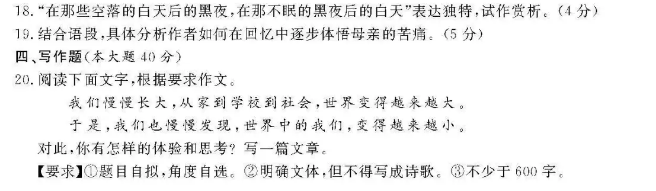 18.“在那些空落的白天后的黑夜,在那不眠的黑夜后的白天”表达独特,试作赏析。(4分)
19.结合语段,具体分析作者如何在回忆中逐步体悟母亲的苦痛。(5分)
四、写作题(本大题40分)
20.阅读下面文字,根据要求作文。
我们慢慢长大,从家到学校到社会,世界变得越来越大。
于是,我们也慢慢发现,世界中的我们,变得越来越小。
对此,你有怎样的体验和思考?写一篇文章。
【要求】①题目自拟,角度自选。②明确文体,但不得写成诗歌。③不少于600字。